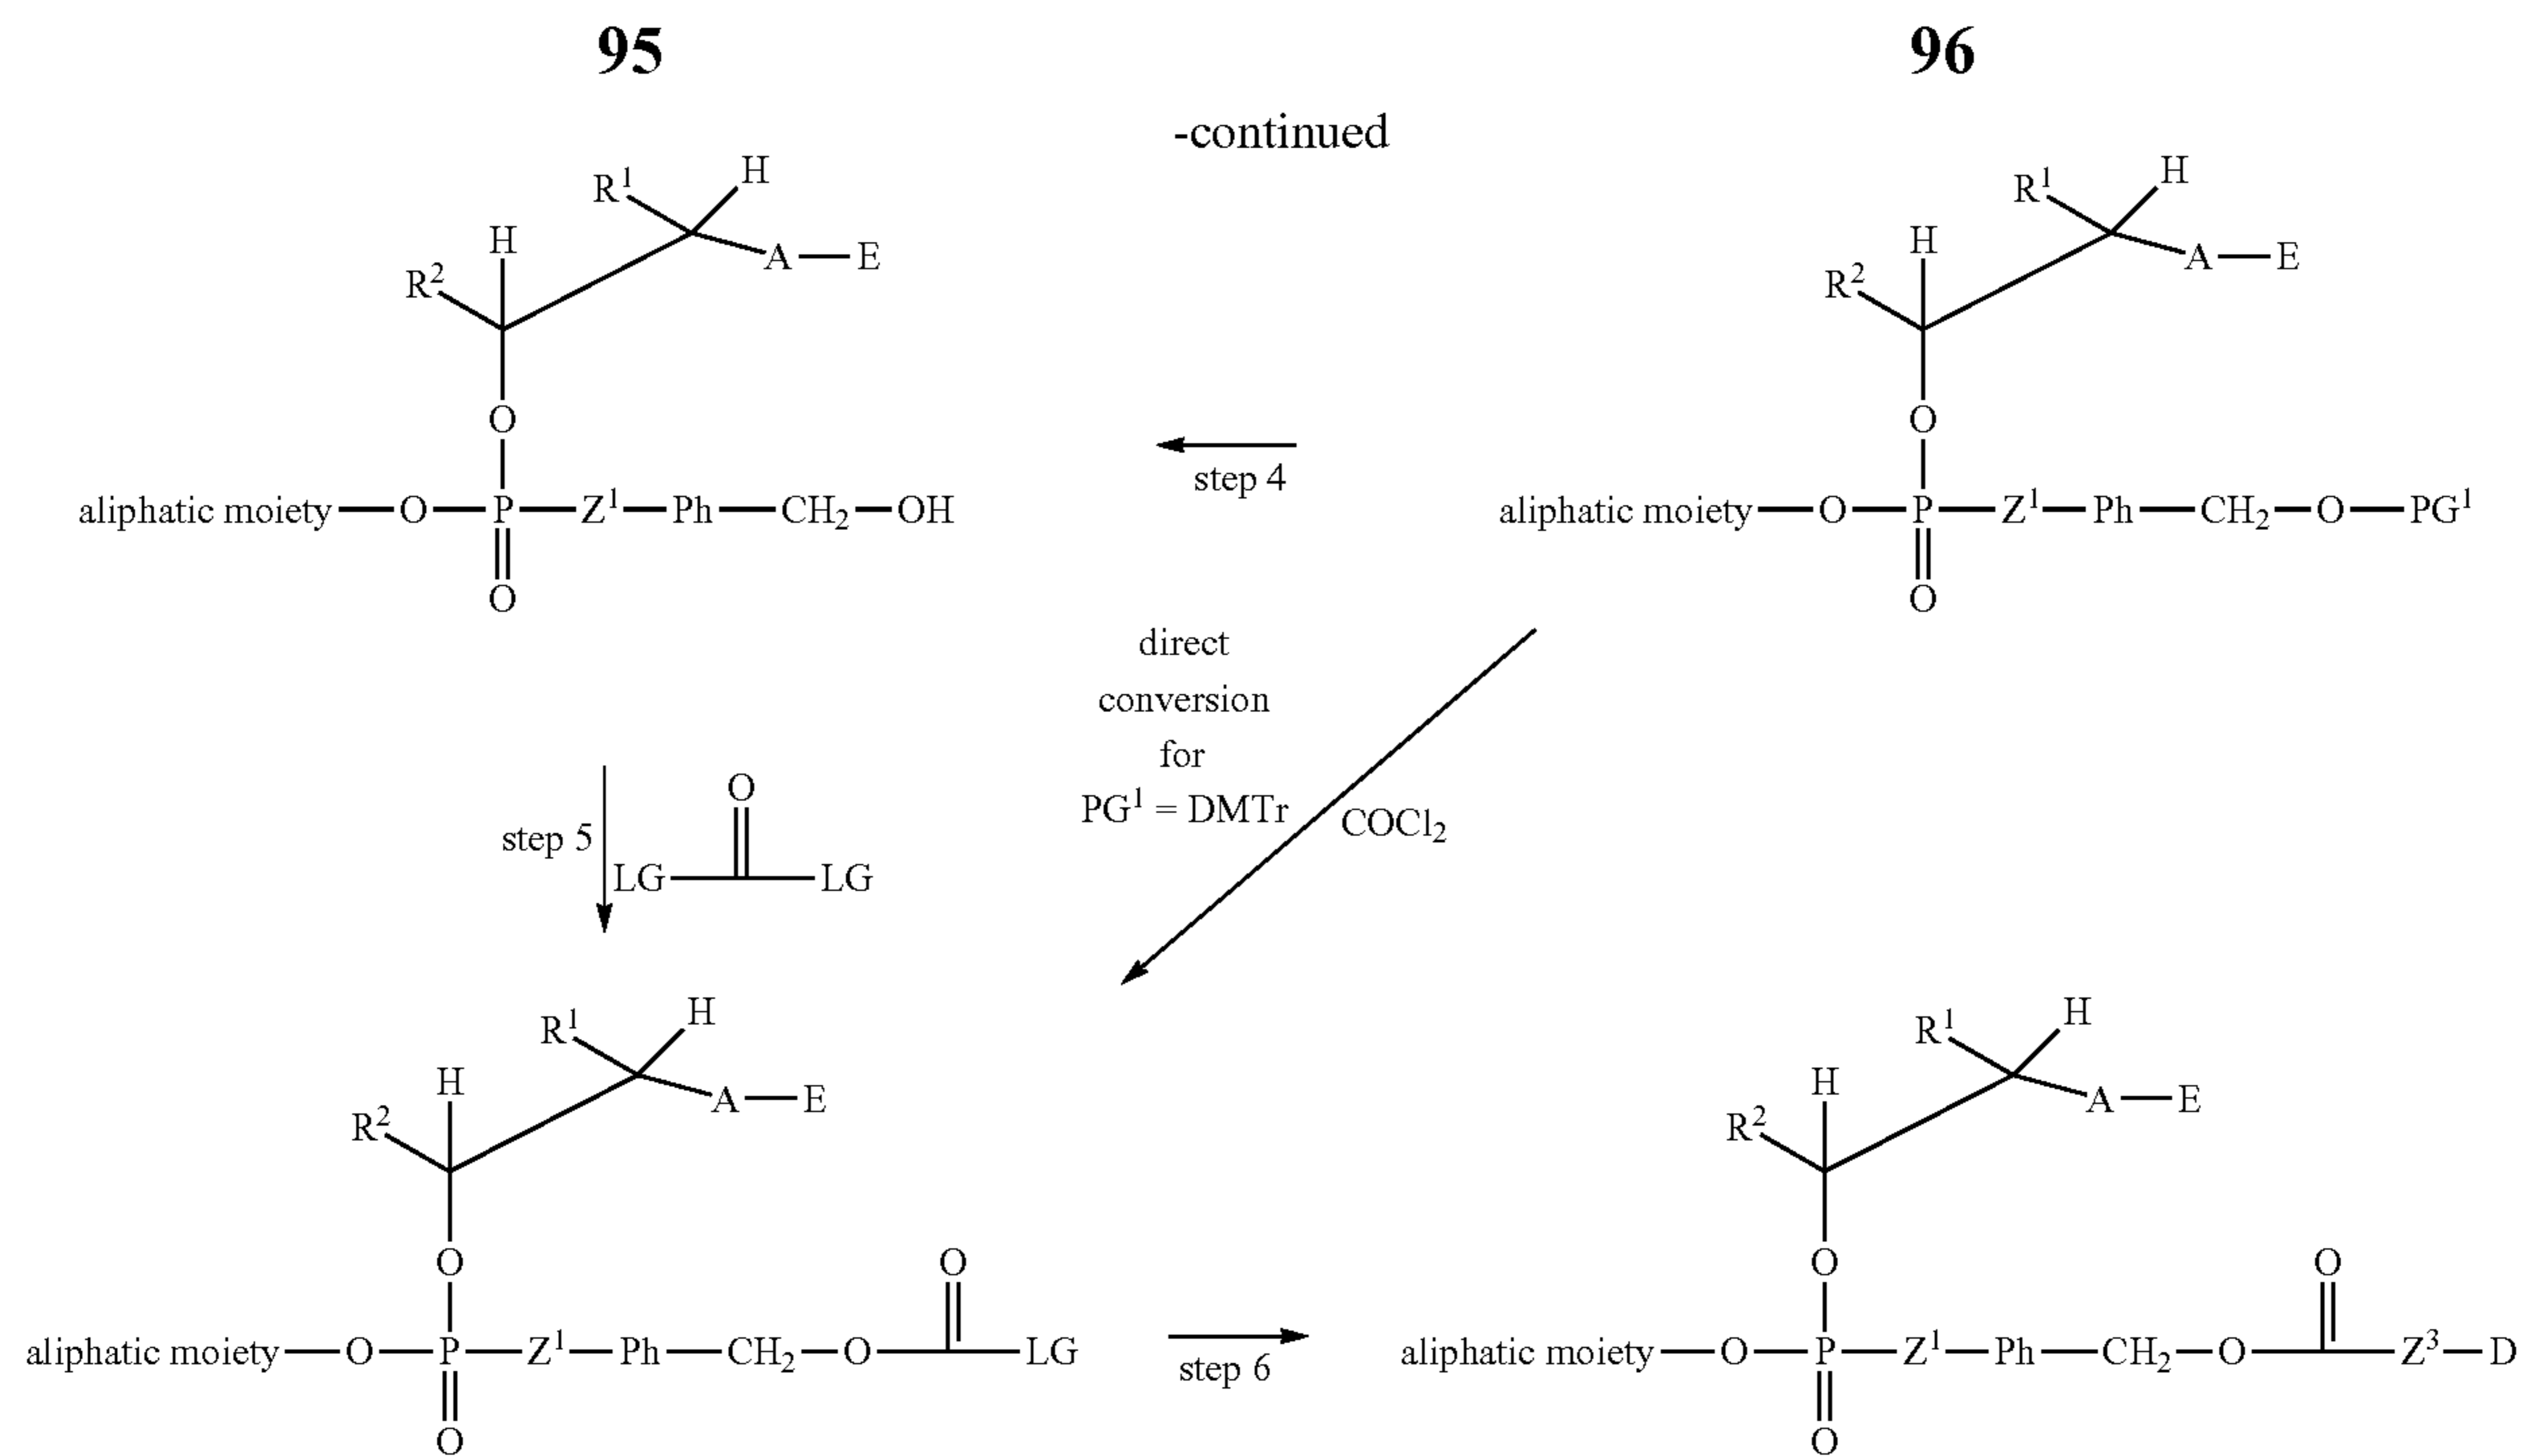 95
96
-continued
R1
H
H
R2
A—E
O
aliphatic moiety—O—P—Z1—Ph—CH2—OH
O
step 4
R1
H
H
R2
A—E
O
aliphatic moiety—O—P—Z1—Ph—CH2—O—PG1
O
step 5
O
LG
LG
direct
conversion
for
PG1 = DMTr
COCl2
R1
H
H
R2
A—E
O
O
aliphatic moiety—O—P—Z1—Ph—CH2—O
LG
O
step 6
R1
H
H
R2
A—E
O
O
aliphatic moiety—O—P—Z1—Ph—CH2—O
Z3—D
O